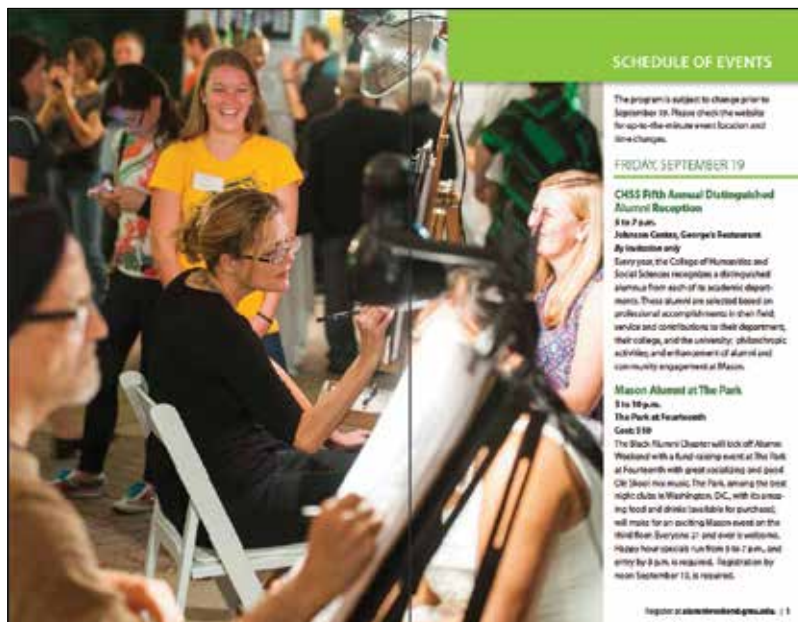 SCHEDULE OF EVENTS
The program is subject to change prior to
September 19. Please check the website
for up-to-the-minute event location and
time changes.
FRIDAY, SEPTEMBER 19
CHSS Fifth Annual Distinguished
Alumni Reception
5 to 7 p.m.
Johnson Center, George's Restaurant
By invitation only
Every year, the College of Humanities and
Social Sciences recognizes a distinguished
alumnus from each of its academic depart-
ments. These alumni are selected based on
professional accomplishments in their field;
service and contributions to their department,
their college, and the university; philanthropic
activities; and enhancement of alumni and
community engagement at Mason.
Mason Alumni at The Park
5 to 10 p.m.
The Park at Fourteenth
Cost: $10
The Black Alumni Chapter will kick off Alumni
Weekend with a fund-raising event at The Park
at Fourteenth with great socializing and good
Ole Skool mix music. The Park, among the best
night clubs in Washington, D.C., with its amaz-
ing food and drinks (available for purchase),
will make for an exciting Mason event on the
third floor. Everyone 21 and over is welcome.
Happy hour specials run from 5 to 7 p.m., and
entry by 8 p.m. is required. Registration by
noon September 12, is required.
Register at alumniweekend.gmu.edu. |